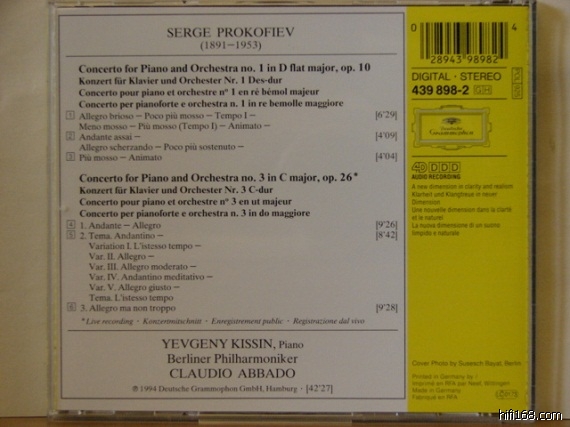 SERGE PROKOFIEV
(1891–1953)
Concerto for Piano and Orchestra no. 1 in D flat major, op. 10
Konzert für Klavier und Orchester Nr. 1 Des-dur
Concerto pour piano et orchestre nº 1 en ré bémol majeur
Concerto per pianoforte e orchestra n. 1 in re bemolle maggiore
1 Allegro brioso – Poco più mosso – Tempo I – [6'29]
Meno mosso – Più mosso (Tempo I) – Animato –
2 Andante assai – [4'09]
Allegro scherzando – Poco più sostenuto –
3 Più mosso – Animato [4'04]
Concerto for Piano and Orchestra no. 3 in C major, op. 26*
Konzert für Klavier und Orchester Nr. 3 C-dur
Concerto pour piano et orchestre nº 3 en ut majeur
Concerto per pianoforte e orchestra n. 3 in do maggiore
4 1. Andante – Allegro [9'26]
5 2. Tema. Andantino – [8'42]
Variation I. L'istesso tempo –
Var. II. Allegro –
Var. III. Allegro moderato –
Var. IV. Andantino meditativo –
Var. V. Allegro giusto –
Tema. L'istesso tempo
6 3. Allegro ma non troppo [9'28]
*Live recording · Konzertmitschnitt · Enregistrement public · Registrazione dal vivo
YEVGENY KISSIN, Piano
Berliner Philharmoniker
CLAUDIO ABBADO
℗ 1994 Deutsche Grammophon GmbH, Hamburg · [42'27]
0 4
28943 98982
DIGITAL · STEREO
439 898-2 GH
Deutsche
Grammophon
4D DDD
AUDIO RECORDING
A new dimension in clarity and realism
Klarheit und Klangtreue in neuer
Dimension
Une nouvelle dimension dans la clarté
et le naturel
La nuova dimensione di un suono
limpido e naturale
Cover Photo by Susesch Bayat, Berlin
Printed in Germany by /
Imprimé en RFA par Neef, Wittingen
Made in Germany
Fabriqué en RFA
hifi168.com